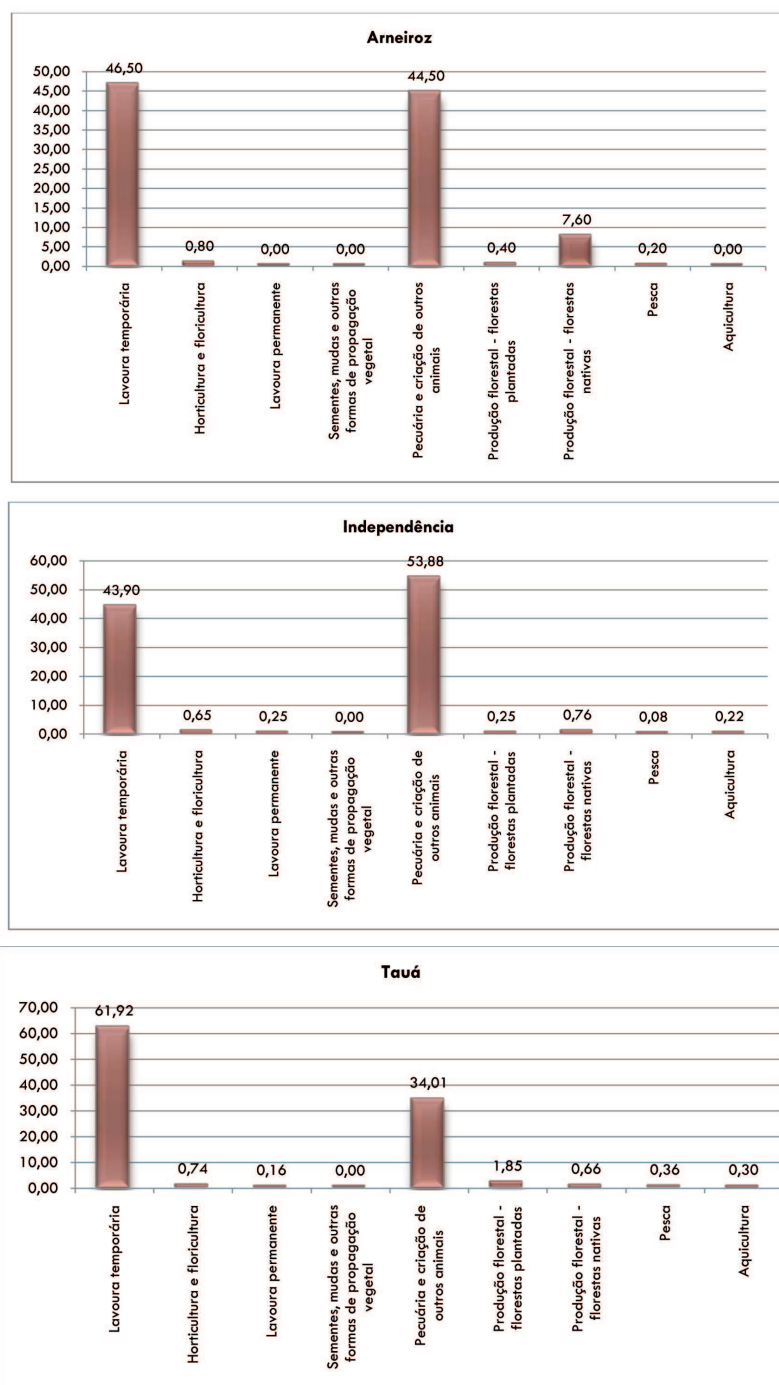 Arneiroz
50,00
45,00
40,00
35,00
30,00
25,00
20,00
15,00
10,00
5,00
0,00
46,50
0,80
0,00
0,00
44,50
0,40
7,60
0,20
0,00
Lavoura temporária
Horticultura e floricultura
Lavoura permanente
Sementes, mudas e outras
formas de propagação
vegetal
Pecuária e criação de outros
animais
Produção florestal - florestas
plantadas
Produção florestal - florestas
nativas
Pesca
Aquicultura
Independência
60,00
50,00
40,00
30,00
20,00
10,00
0,00
43,90
0,65
0,25
0,00
53,88
0,25
0,76
0,08
0,22
Lavoura temporária
Horticultura e floricultura
Lavoura permanente
Sementes, mudas e outras
formas de propagação
vegetal
Pecuária e criação de
outros animais
Produção florestal -
florestas plantadas
Produção florestal -
florestas nativas
Pesca
Aquicultura
Tauá
70,00
60,00
50,00
40,00
30,00
20,00
10,00
0,00
61,92
0,74
0,16
0,00
34,01
1,85
0,66
0,36
0,30
Lavoura temporária
Horticultura e floricultura
Lavoura permanente
Sementes, mudas e outras
formas de propagação
vegetal
Pecuária e criação de
outros animais
Produção florestal -
florestas plantadas
Produção florestal -
florestas nativas
Pesca
Aquicultura